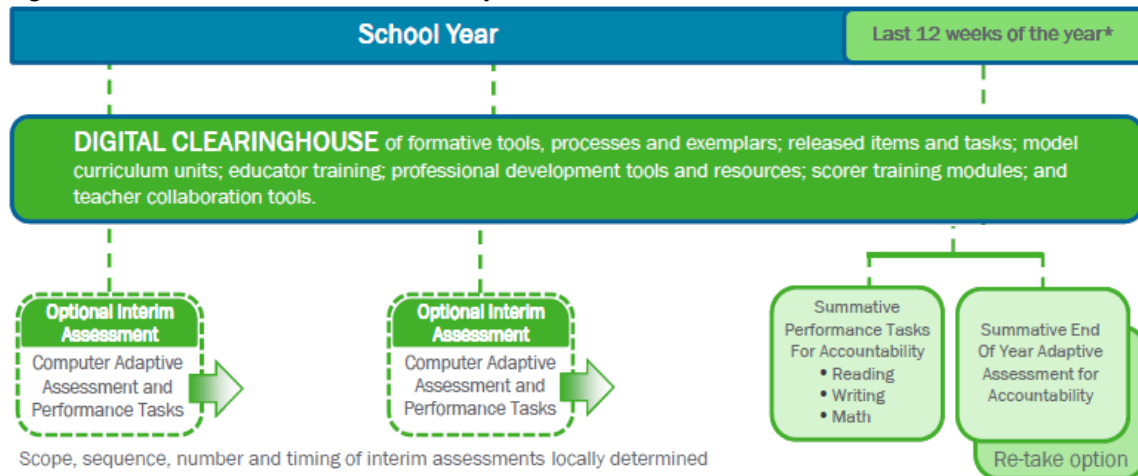 School Year
Last 12 weeks of the year*
DIGITAL CLEARINGHOUSE of formative tools, processes and exemplars; released items and tasks; model
curriculum units; educator training; professional development tools and resources; scorer training modules; and
teacher collaboration tools.
Optional Interim
Assessment
Computer Adaptive
Assessment and
Performance Tasks
Optional Interim
Assessment
Computer Adaptive
Assessment and
Performance Tasks
Summative
Performance Tasks
For Accountability
• Reading
• Writing
• Math
Summative End
Of Year Adaptive
Assessment for
Accountability
Re-take option
Scope, sequence, number and timing of interim assessments locally determined